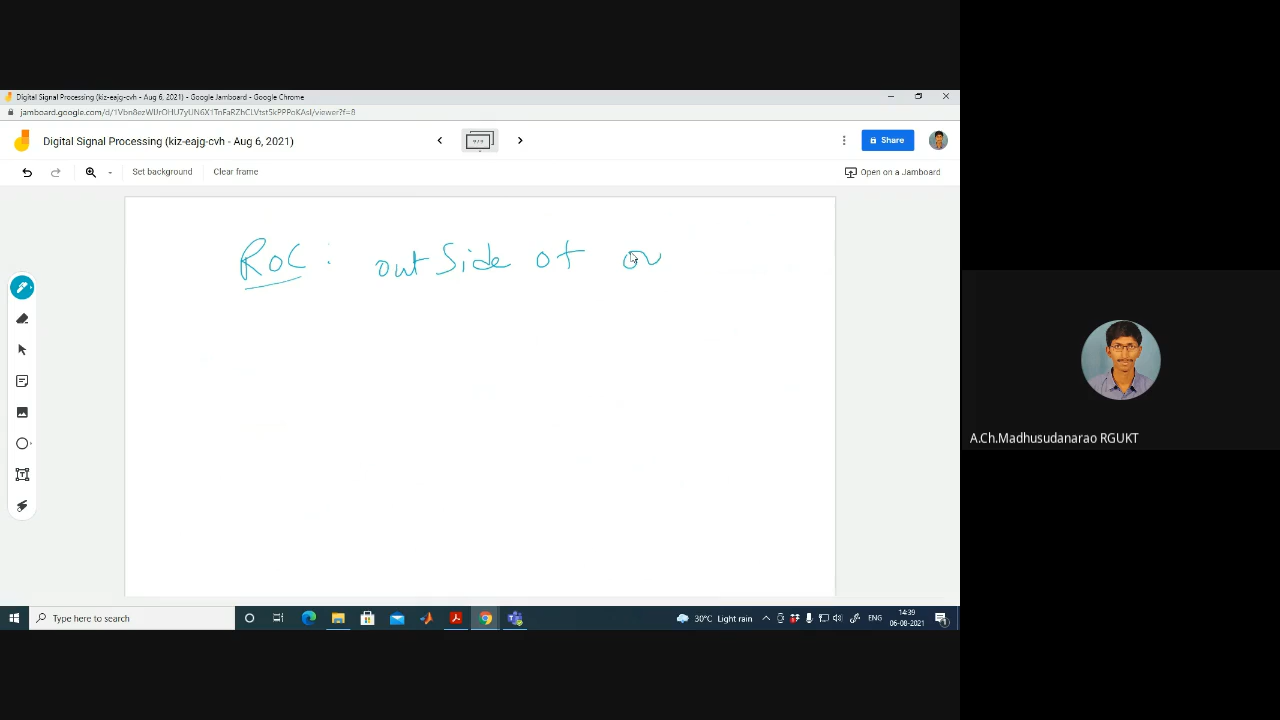 Digital Signal Processing (kiz-eajg-cvh - Aug 6, 2021) - Google Jamboard - Google Chrome
Digital Signal Processing (kiz-eajg-cvh - Aug 6, 2021)
Share
Set background
Clear frame
Open on a Jamboard
ROC : outside of ov
A.Ch.Madhusudanarao RGUKT
Type here to search
30°C Light rain
ENG
14:39
06-08-2021